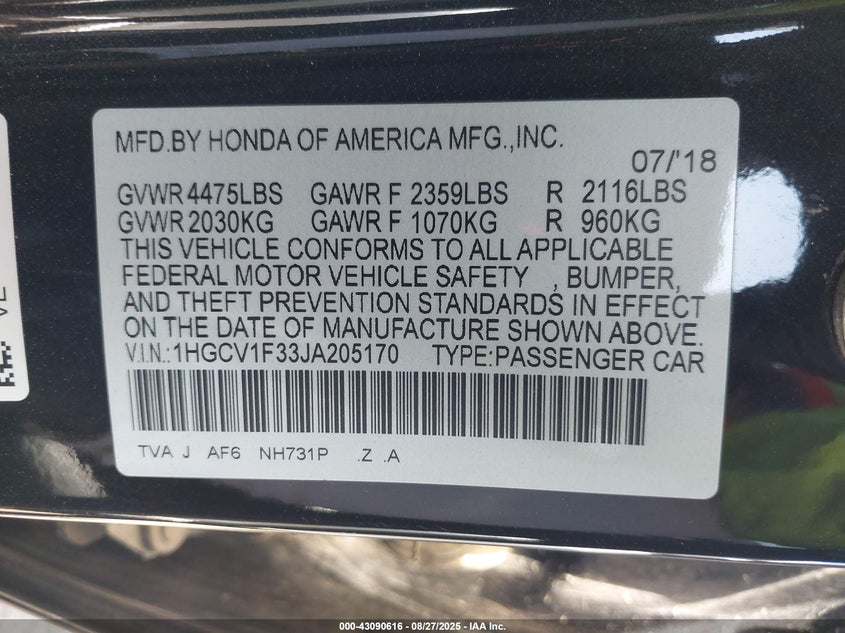 MFD.BY HONDA OF AMERICA MFG.,INC.
07/'18
GVWR 4475LBS GAWR F 2359LBS R 2116LBS
GVWR 2030KG GAWR F 1070KG R 960KG
THIS VEHICLE CONFORMS TO ALL APPLICABLE
FEDERAL MOTOR VEHICLE SAFETY , BUMPER,
AND THEFT PREVENTION STANDARDS IN EFFECT
ON THE DATE OF MANUFACTURE SHOWN ABOVE.
V.I.N.:1HGCV1F33JA205170 TYPE:PASSENGER CAR
TVA J AF6 NH731P .Z .A
000-43090616 - 08/27/2025 - IAA Inc.